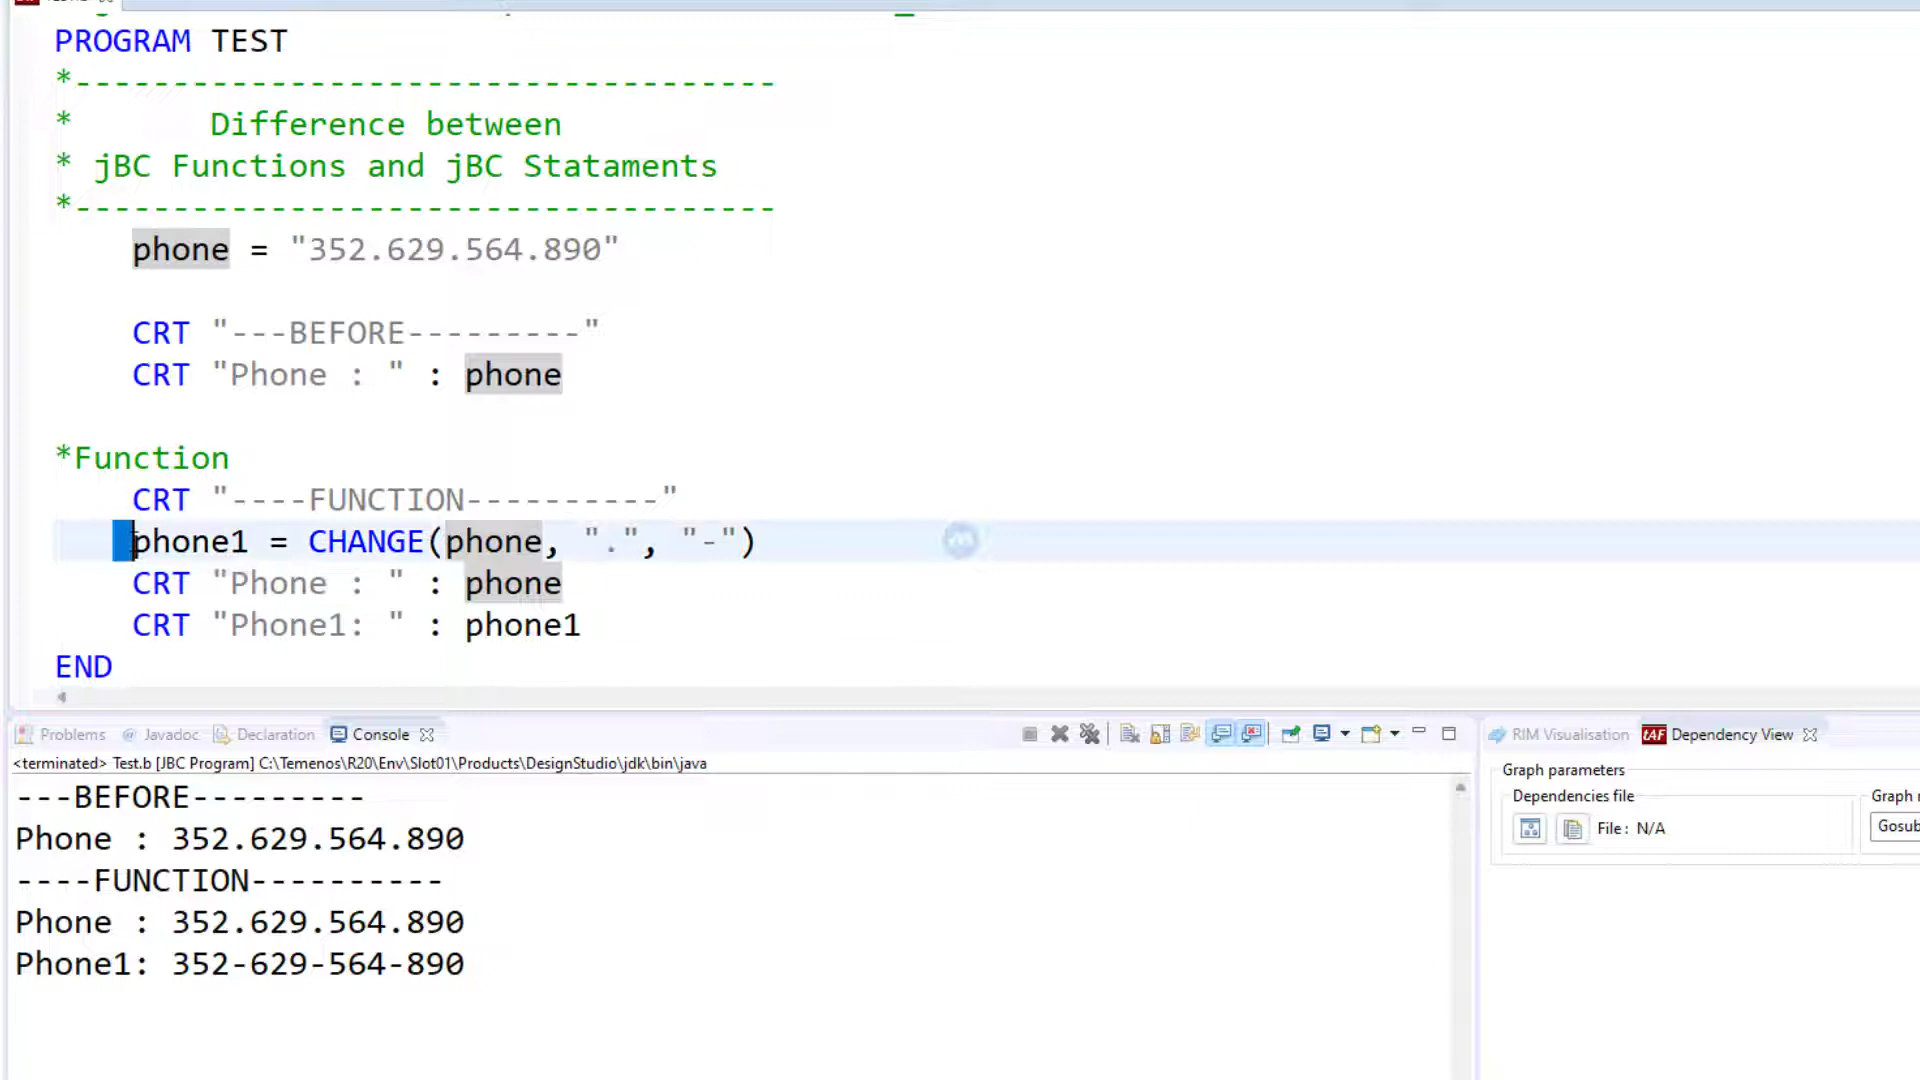 PROGRAM TEST
*------------------------------------
* Difference between
* jBC Functions and jBC Stataments
*------------------------------------
phone = "352.629.564.890"
CRT "---BEFORE---------"
CRT "Phone : " : phone
*Function
CRT "----FUNCTION----------"
phone1 = CHANGE(phone, ".", "-")
CRT "Phone : " : phone
CRT "Phone1: " : phone1
END
Problems @ Javadoc Declaration Console
RIM Visualisation tAF Dependency View
<terminated> Test.b [JBC Program] C:\Temenos\R20\Env\Slot01\Products\DesignStudio\jdk\bin\java
---BEFORE---------
Phone : 352.629.564.890
----FUNCTION----------
Phone : 352.629.564.890
Phone1: 352-629-564-890
Graph parameters
Dependencies file
File : N/A
Graph
Gosub